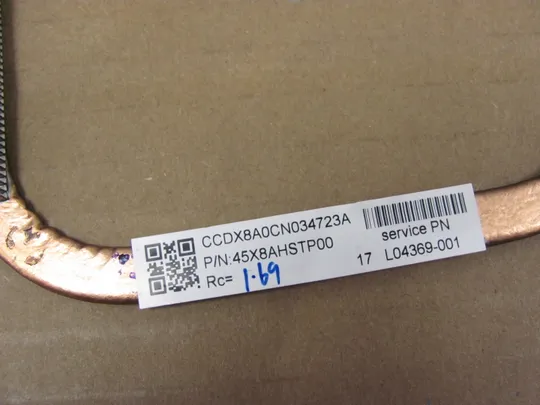 CCDX8A0CN034723A
P/N:45X8AHSTP00
Rc= 1.69
service PN
17 L04369-001